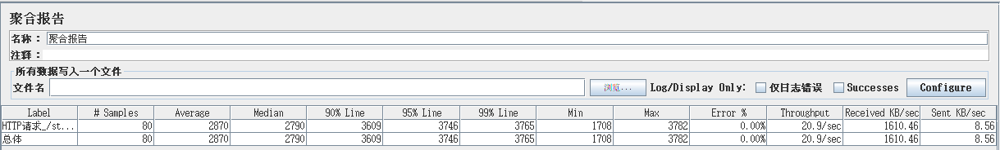 聚合报告
名称： 聚合报告
注释：
所有数据写入一个文件
文件名 浏览... Log/Display Only: 仅日志错误 Successes Configure
Label # Samples Average Median 90% Line 95% Line 99% Line Min Max Error % Throughput Received KB/sec Sent KB/sec
HTTP请求_/st... 80 2870 2790 3609 3746 3765 1708 3782 0.00% 20.9/sec 1610.46 8.56
总体 80 2870 2790 3609 3746 3765 1708 3782 0.00% 20.9/sec 1610.46 8.56